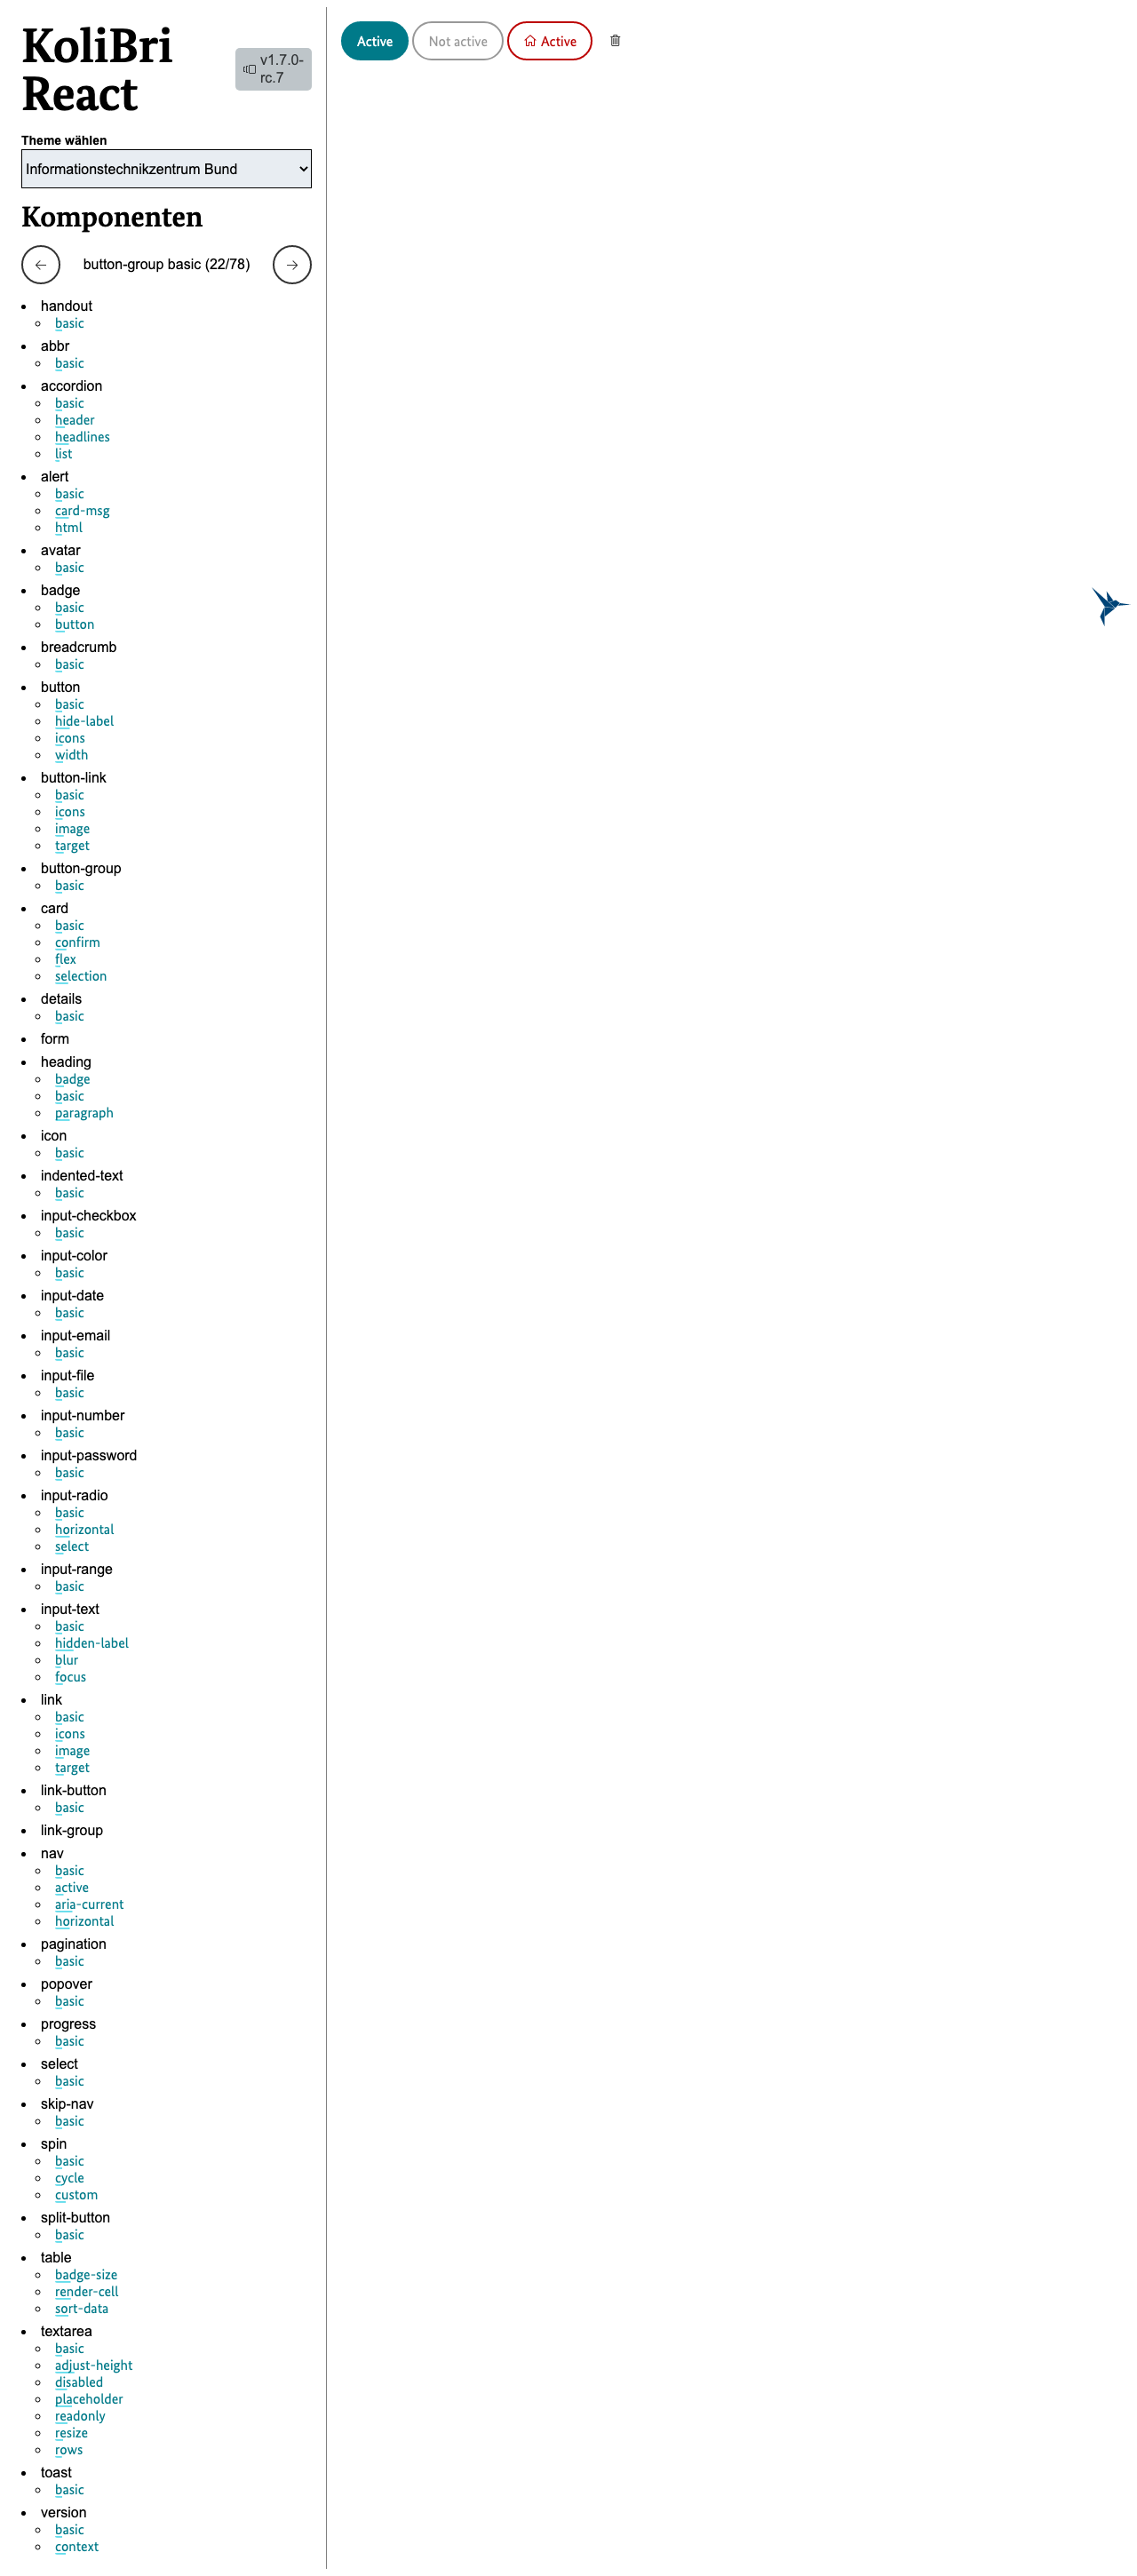 KoliBri
React
v1.7.0-
rc.7
Theme wählen
Informationstechnikzentrum Bund
Komponenten
button-group basic (22/78)
handout
basic
abbr
basic
accordion
basic
header
headlines
list
alert
basic
card-msg
html
avatar
basic
badge
basic
button
breadcrumb
basic
button
basic
hide-label
icons
width
button-link
basic
icons
image
target
button-group
basic
card
basic
confirm
flex
selection
details
basic
form
heading
badge
basic
paragraph
icon
basic
indented-text
basic
input-checkbox
basic
input-color
basic
input-date
basic
input-email
basic
input-file
basic
input-number
basic
input-password
basic
input-radio
basic
horizontal
select
input-range
basic
input-text
basic
hidden-label
blur
focus
link
basic
icons
image
target
link-button
basic
link-group
nav
basic
active
aria-current
horizontal
pagination
basic
popover
basic
progress
basic
select
basic
skip-nav
basic
spin
basic
cycle
custom
split-button
basic
table
badge-size
render-cell
sort-data
textarea
basic
adjust-height
disabled
placeholder
readonly
resize
rows
toast
basic
version
basic
context
Active Not active Active